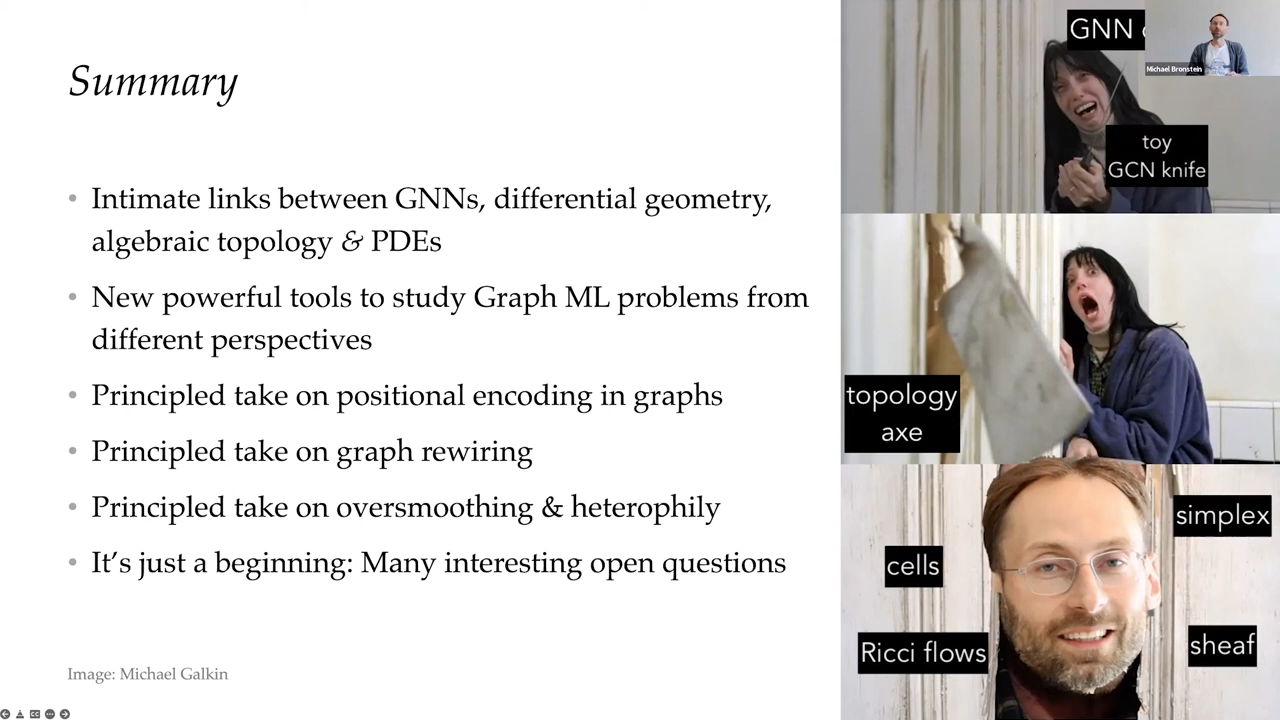 Summary
• Intimate links between GNNs, differential geometry,
algebraic topology & PDEs
• New powerful tools to study Graph ML problems from
different perspectives
• Principled take on positional encoding in graphs
• Principled take on graph rewiring
• Principled take on oversmoothing & heterophily
• It’s just a beginning: Many interesting open questions
Image: Michael Galkin
GNN
Michael Bronstein
toy
GCN knife
topology
axe
simplex
cells
Ricci flows
sheaf